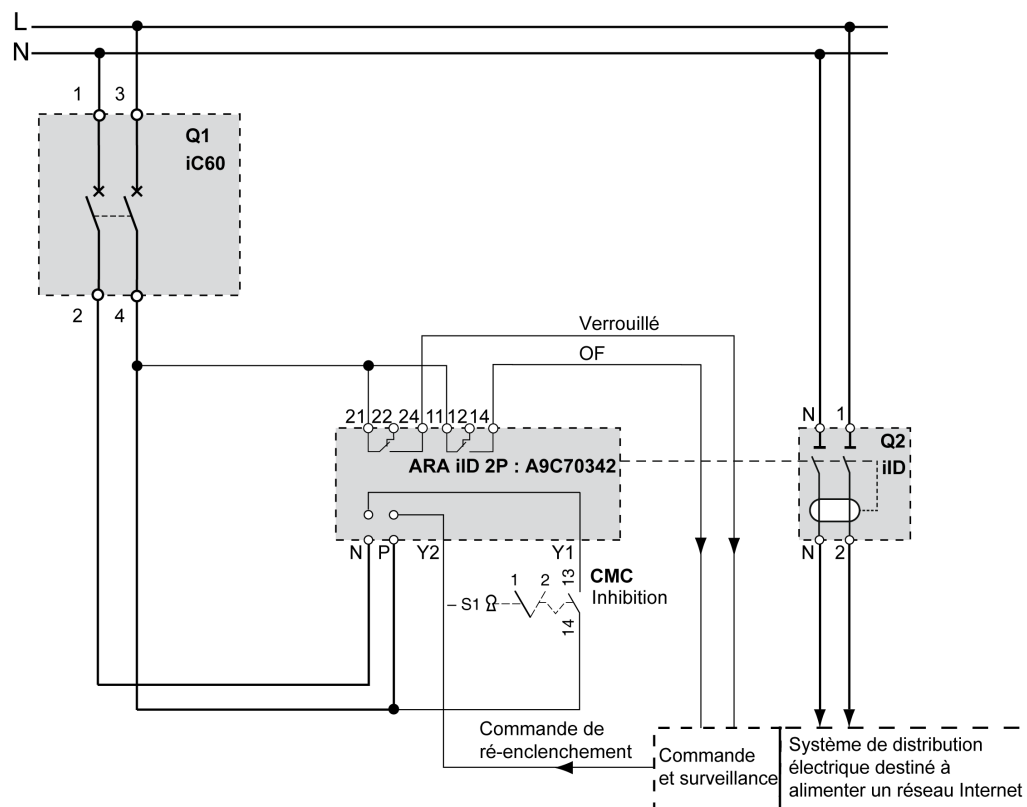 L
N
1 3
Q1
iC60
2 4
Verrouillé
OF
21 22 24 11 12 14
N 1
Q2
iID
ARA iID 2P : A9C70342
N P Y2 Y1
N 2
1 2 13
CMC
Inhibition
– S1
14
Commande de
ré-enclenchement
Commande
et surveillance
Système de distribution
électrique destiné à
alimenter un réseau Internet